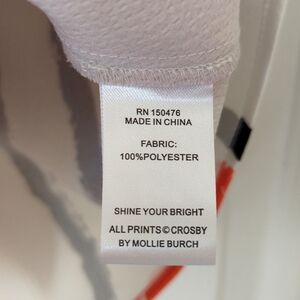 RN 150476
MADE IN CHINA
FABRIC:
100%POLYESTER
SHINE YOUR BRIGHT
ALL PRINTS©CROSBY
BY MOLLIE BURCH